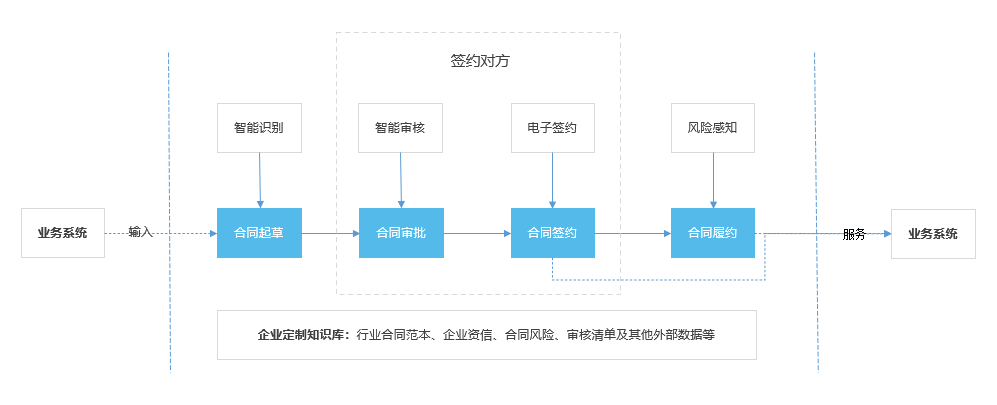 签约对方
智能识别
智能审核
电子签约
风险感知
业务系统
输入
合同起草
合同审批
合同签约
合同履约
服务
业务系统
企业定制知识库：行业合同范本、企业资信、合同风险、审核清单及其他外部数据等